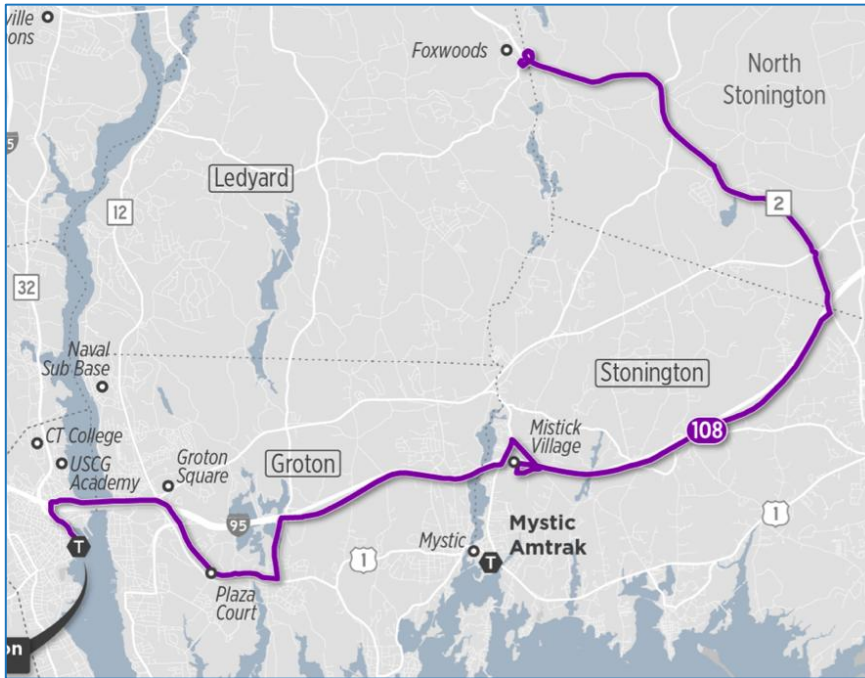 ville
ons
Foxwoods
North
Stonington
5
Ledyard
12
2
32
Naval
Sub Base
Stonington
CT College
USCG
Academy
Groton
Square
Groton
Mistick
Village
108
95
1
Mystic
Mystic
Amtrak
1
T
T
Plaza
Court
on